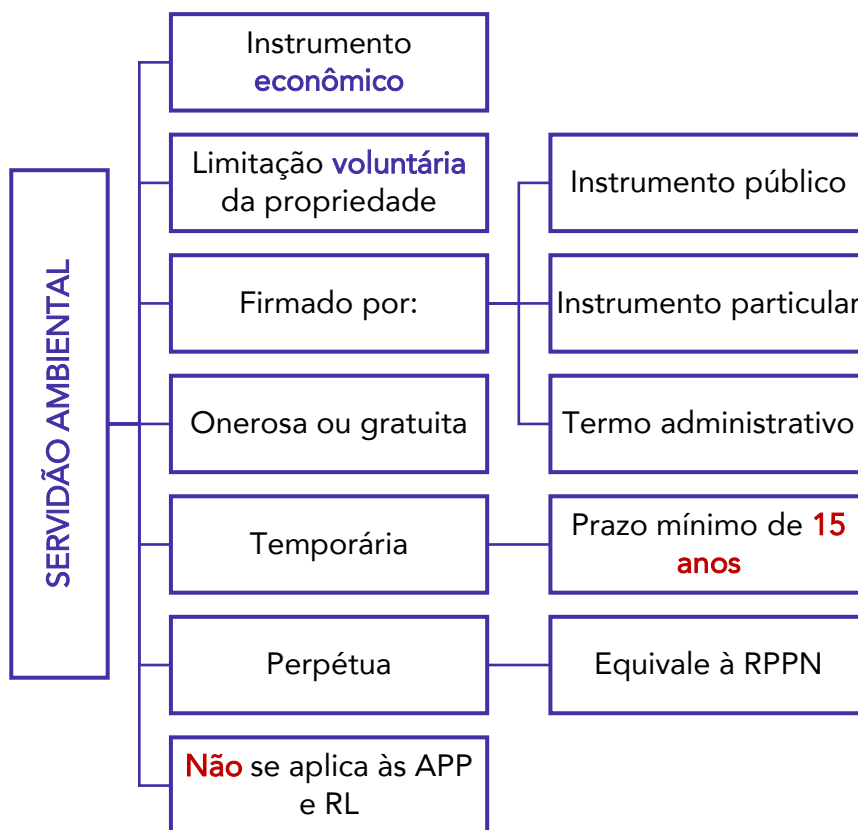 SERVIDÃO AMBIENTAL
Instrumento
econômico
Limitação voluntária
da propriedade
Firmado por:
Instrumento público
Instrumento particular
Termo administrativo
Onerosa ou gratuita
Temporária
Prazo mínimo de 15
anos
Perpétua
Equivale à RPPN
Não se aplica às APP
e RL